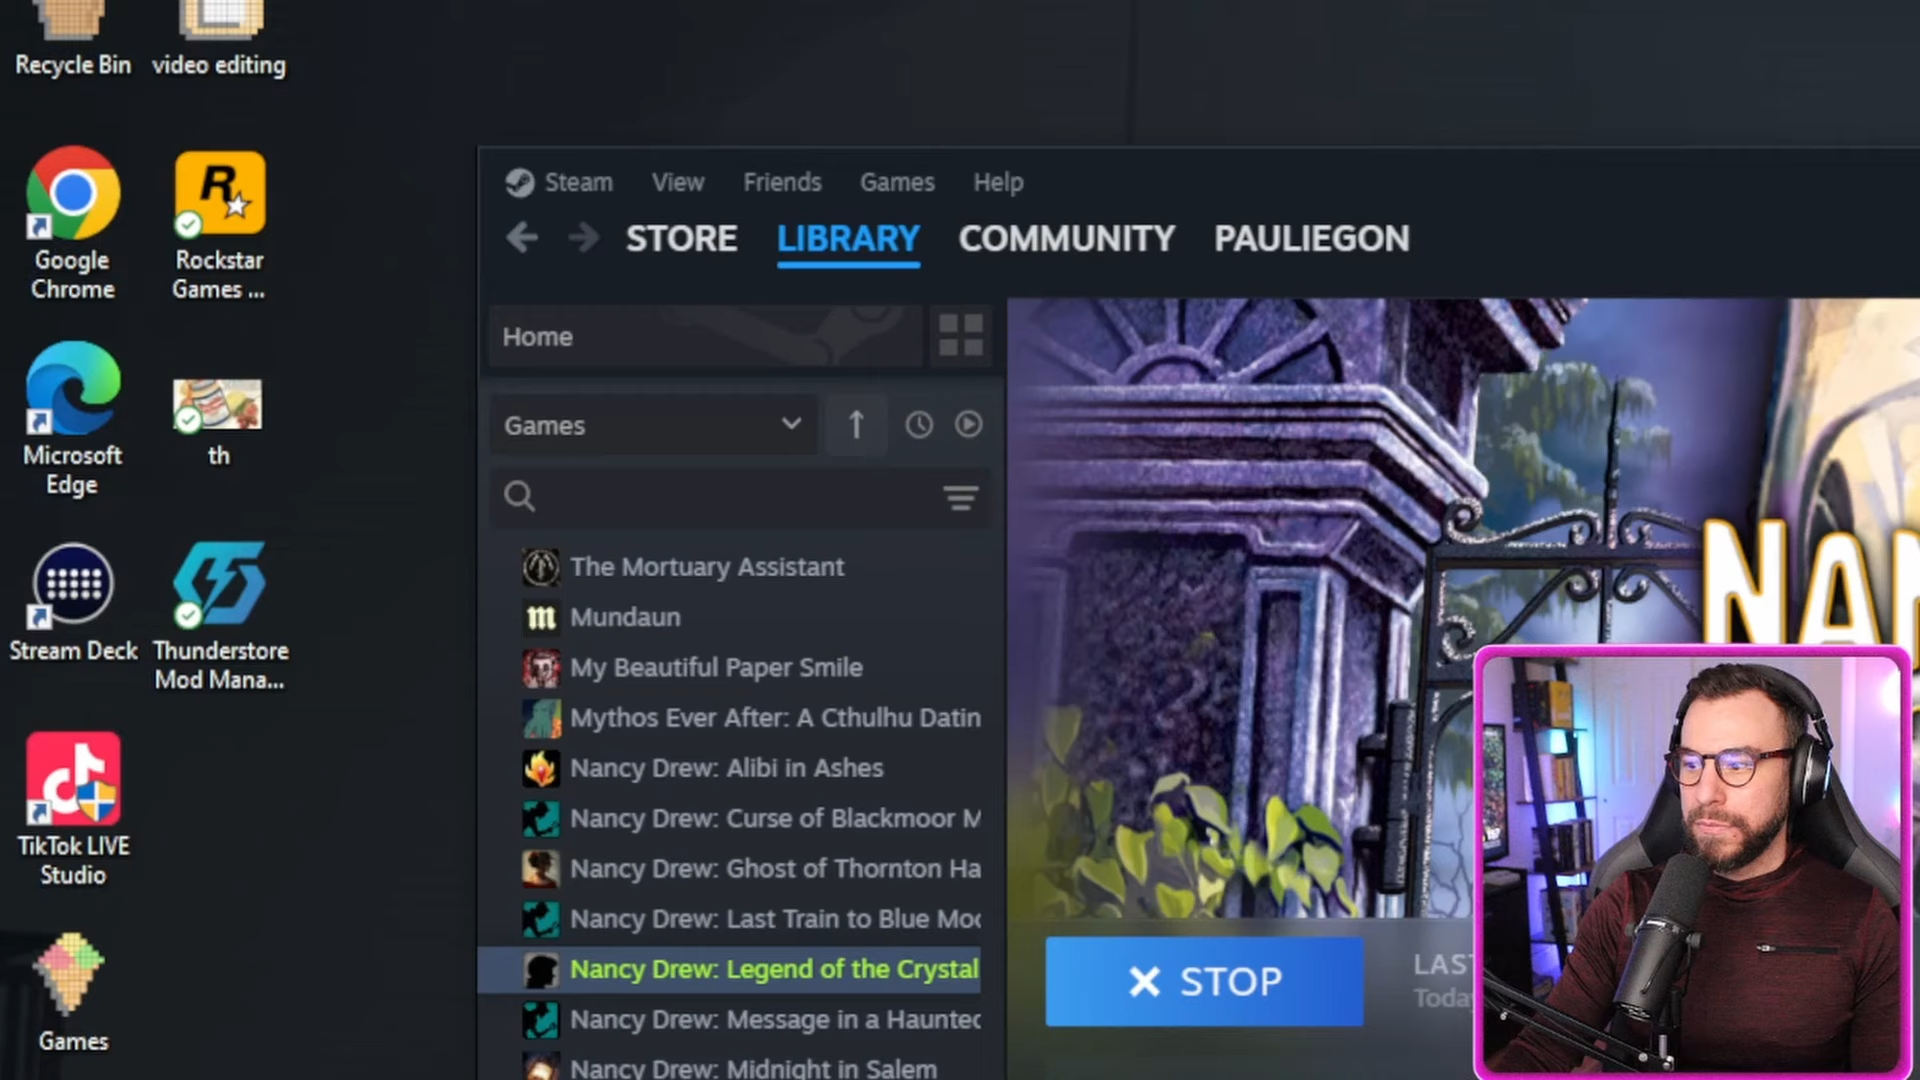 Recycle Bin
video editing
Google
Chrome
Rockstar
Games ...
Microsoft
Edge
th
Stream Deck
Thunderstore
Mod Mana...
TikTok LIVE
Studio
Games
Steam View Friends Games Help
STORE LIBRARY COMMUNITY PAULIEGON
Home
Games
The Mortuary Assistant
Mundaun
My Beautiful Paper Smile
Mythos Ever After: A Cthulhu Datin
Nancy Drew: Alibi in Ashes
Nancy Drew: Curse of Blackmoor M
Nancy Drew: Ghost of Thornton Ha
Nancy Drew: Last Train to Blue Moo
Nancy Drew: Legend of the Crystal
Nancy Drew: Message in a Haunted
Nancy Drew: Midnight in Salem
NAN
STOP
LAST
Today